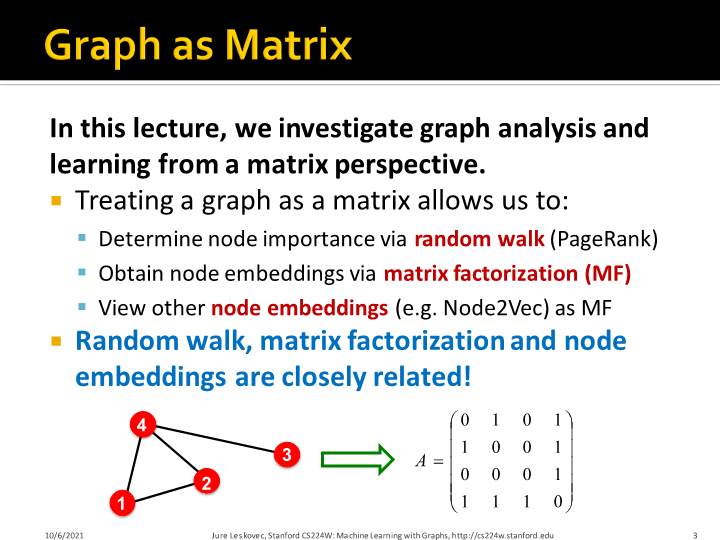 Graph as Matrix
In this lecture, we investigate graph analysis and
learning from a matrix perspective.
Treating a graph as a matrix allows us to:
Determine node importance via random walk (PageRank)
Obtain node embeddings via matrix factorization (MF)
View other node embeddings (e.g. Node2Vec) as MF
Random walk, matrix factorization and node
embeddings are closely related!
4
3
2
1
A =
0 1 0 1
1 0 0 1
0 0 0 1
1 1 1 0
10/6/2021
Jure Leskovec, Stanford CS224W: Machine Learning with Graphs, http://cs224w.stanford.edu
3